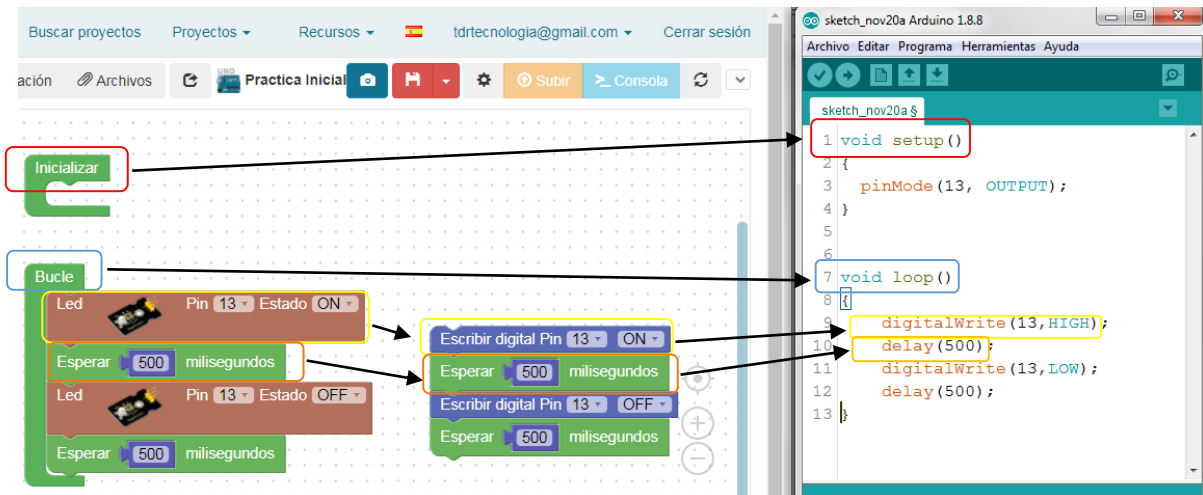 Buscar proyectos Proyectos Recursos tdrtecnologia@gmail.com Cerrar sesión
ación Archivos UNO Practica Inicial Subir >_ Consola
Inicializar
Bucle
Led Pin 13 Estado ON
Esperar 500 milisegundos
Led Pin 13 Estado OFF
Esperar 500 milisegundos
Escribir digital Pin 13 ON
Esperar 500 milisegundos
Escribir digital Pin 13 OFF
Esperar 500 milisegundos
sketch_nov20a Arduino 1.8.8
Archivo Editar Programa Herramientas Ayuda
sketch_nov20a §
1 void setup()
2 {
3 pinMode(13, OUTPUT);
4 }
5
6
7 void loop()
8 {
9 digitalWrite(13,HIGH);
10 delay(500);
11 digitalWrite(13,LOW);
12 delay(500);
13 }